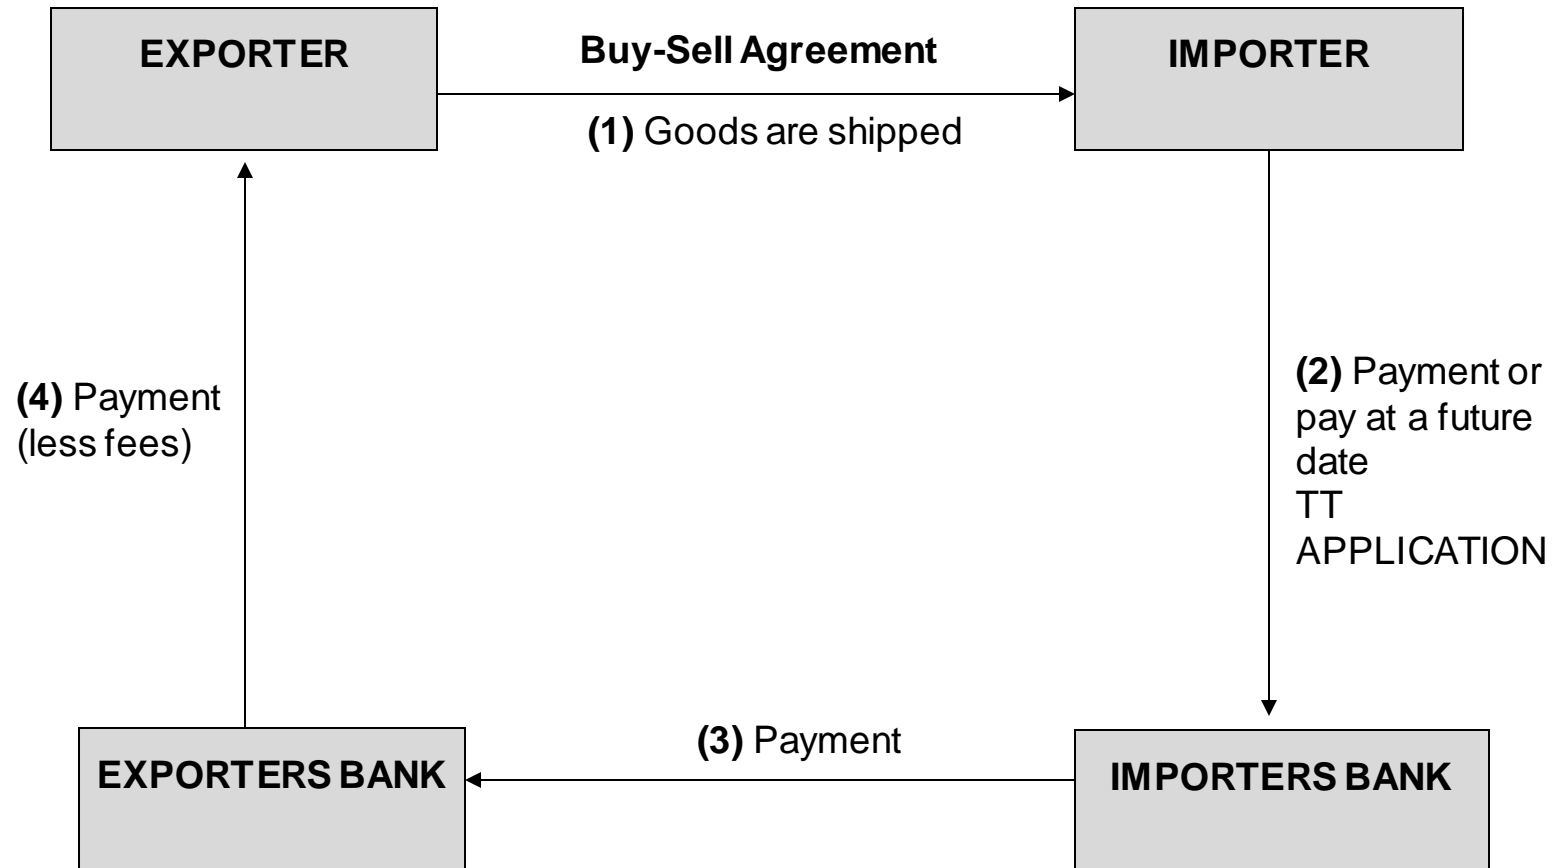 EXPORTER
Buy-Sell Agreement
IMPORTER
(1) Goods are shipped
(2) Payment or
pay at a future
date
TT
APPLICATION
(4) Payment
(less fees)
(3) Payment
EXPORTERS BANK
IMPORTERS BANK